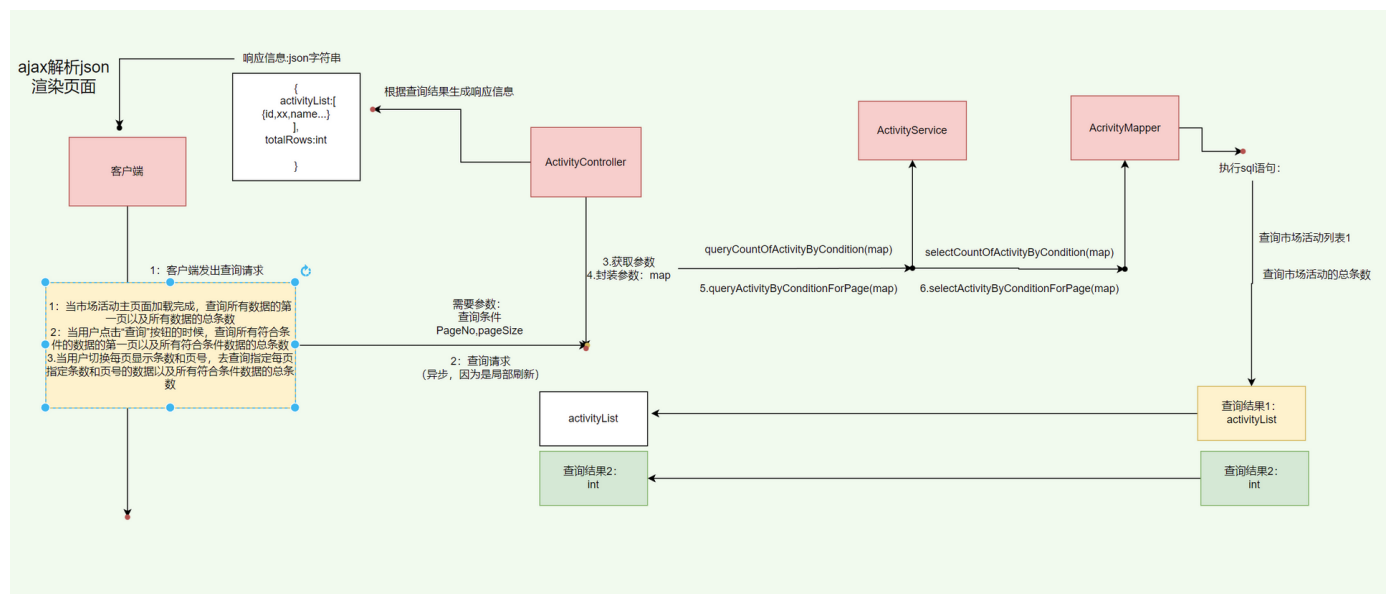 ajax解析json
渲染页面
响应信息:json字符串
{
activityList:[
{id,xx,name...}
],
totalRows:int
}
根据查询结果生成响应信息
客户端
ActivityController
ActivityService
AcrivityMapper
执行sql语句：
查询市场活动列表1
查询市场活动的总条数
1：客户端发出查询请求
1：当市场活动主页面加载完成，查询所有数据的第
一页以及所有数据的总条数
2：当用户点击“查询”按钮的时候，查询所有符合条
件的数据的第一页以及所有符合条件数据的总条数
3.当用户切换每页显示条数和页号，去查询指定每页
指定条数和页号的数据以及所有符合条件数据的总条
数
需要参数：
查询条件
PageNo,pageSize
2：查询请求
（异步，因为是局部刷新）
3.获取参数
4.封装参数：map
queryCountOfActivityByCondition(map)
5.queryActivityByConditionForPage(map)
selectCountOfActivityByCondition(map)
6.selectActivityByConditionForPage(map)
activityList
查询结果2：
int
查询结果1：
activityList
查询结果2：
int